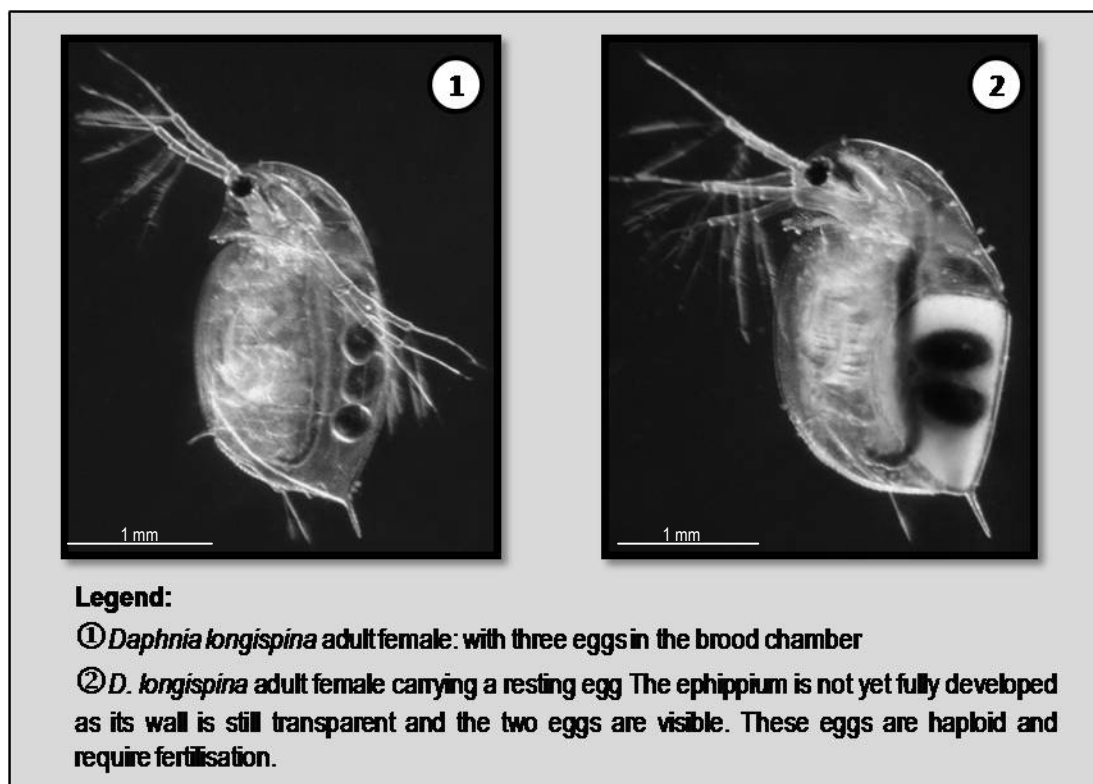 1
2
1 mm
1 mm
Legend:
① Daphnia longispina adult female: with three eggs in the brood chamber
② D. longispina adult female carrying a resting egg The ephippium is not yet fully developed
as its wall is still transparent and the two eggs are visible. These eggs are haploid and
require fertilisation.